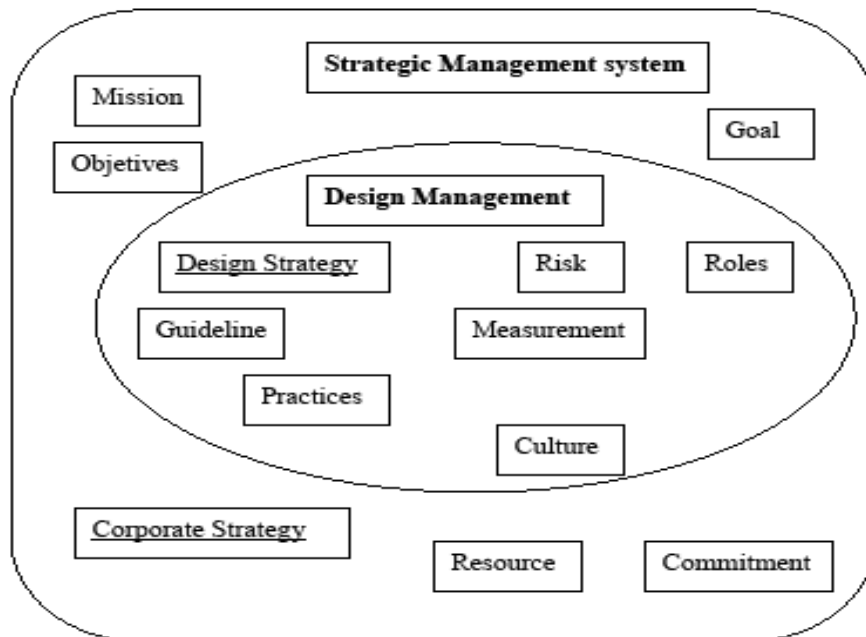 Strategic Management system
Mission
Goal
Objetives
Design Management
Design Strategy
Risk
Roles
Guideline
Measurement
Practices
Culture
Corporate Strategy
Resource
Commitment